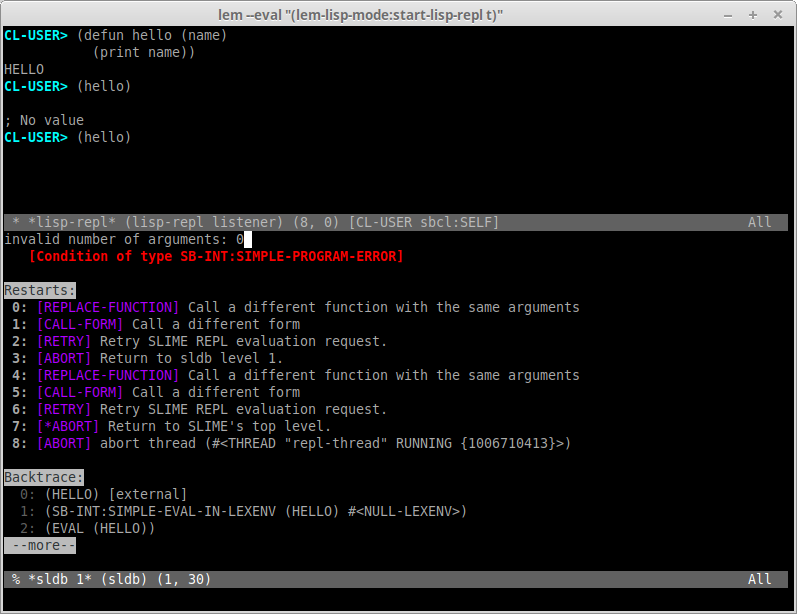 lem --eval "(lem-lisp-mode:start-lisp-repl t)"
CL-USER> (defun hello (name)
           (print name))
HELLO
CL-USER> (hello)
; No value
CL-USER> (hello)
* *lisp-repl* (lisp-repl listener) (8, 0) [CL-USER sbcl:SELF] All
invalid number of arguments: 0
   [Condition of type SB-INT:SIMPLE-PROGRAM-ERROR]
Restarts:
 0: [REPLACE-FUNCTION] Call a different function with the same arguments
 1: [CALL-FORM] Call a different form
 2: [RETRY] Retry SLIME REPL evaluation request.
 3: [ABORT] Return to sldb level 1.
 4: [REPLACE-FUNCTION] Call a different function with the same arguments
 5: [CALL-FORM] Call a different form
 6: [RETRY] Retry SLIME REPL evaluation request.
 7: [*ABORT] Return to SLIME's top level.
 8: [ABORT] abort thread (#<THREAD "repl-thread" RUNNING {1006710413}>)
Backtrace:
  0: (HELLO) [external]
  1: (SB-INT:SIMPLE-EVAL-IN-LEXENV (HELLO) #<NULL-LEXENV>)
  2: (EVAL (HELLO))
 --more--
% *sldb 1* (sldb) (1, 30) All